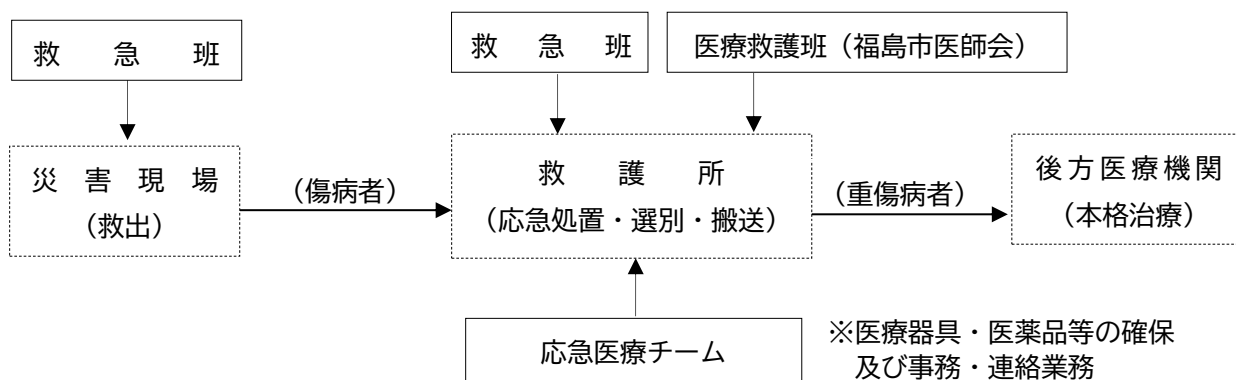 救急班
救急班
医療救護班（福島市医師会）
災害現場
（救出）
（傷病者）
救護所
（応急処置・選別・搬送）
（重傷病者）
後方医療機関
（本格治療）
応急医療チーム
※医療器具・医薬品等の確保
及び事務・連絡業務